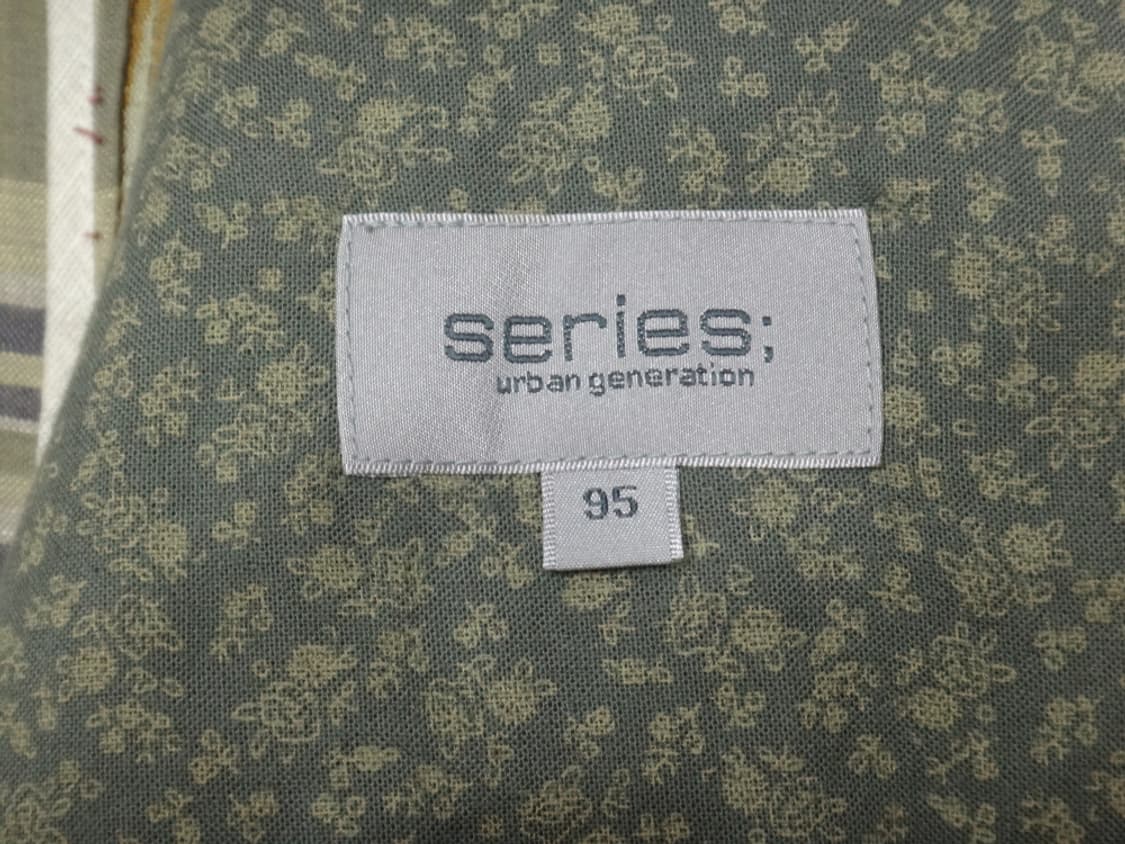 series;
urban generation
95